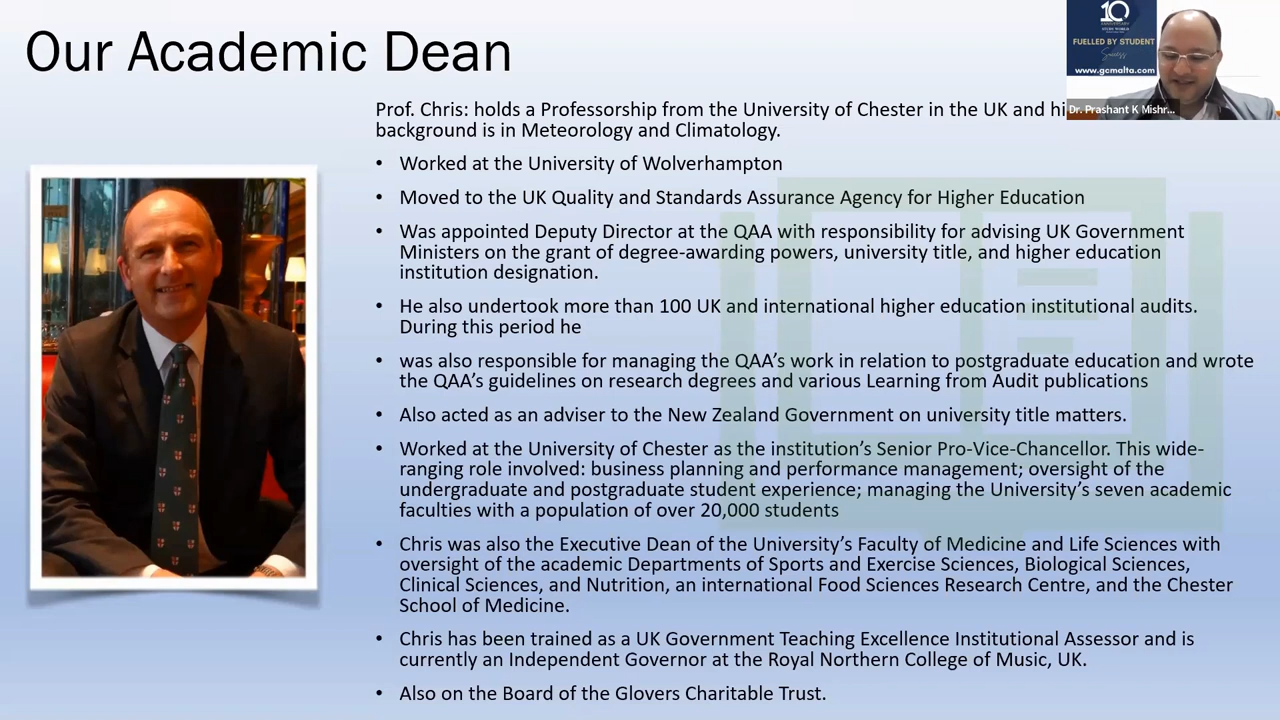 Our Academic Dean
10
ANNIVERSARY
FUELLED BY STUDENT
Success
www.gcmalta.com
Dr. Prashant K Mishr...
Prof. Chris: holds a Professorship from the University of Chester in the UK and hi
background is in Meteorology and Climatology.
• Worked at the University of Wolverhampton
• Moved to the UK Quality and Standards Assurance Agency for Higher Education
• Was appointed Deputy Director at the QAA with responsibility for advising UK Government
Ministers on the grant of degree-awarding powers, university title, and higher education
institution designation.
• He also undertook more than 100 UK and international higher education institutional audits.
During this period he
• was also responsible for managing the QAA’s work in relation to postgraduate education and wrote
the QAA’s guidelines on research degrees and various Learning from Audit publications
• Also acted as an adviser to the New Zealand Government on university title matters.
• Worked at the University of Chester as the institution’s Senior Pro-Vice-Chancellor. This wide-
ranging role involved: business planning and performance management; oversight of the
undergraduate and postgraduate student experience; managing the University’s seven academic
faculties with a population of over 20,000 students
• Chris was also the Executive Dean of the University’s Faculty of Medicine and Life Sciences with
oversight of the academic Departments of Sports and Exercise Sciences, Biological Sciences,
Clinical Sciences, and Nutrition, an international Food Sciences Research Centre, and the Chester
School of Medicine.
• Chris has been trained as a UK Government Teaching Excellence Institutional Assessor and is
currently an Independent Governor at the Royal Northern College of Music, UK.
• Also on the Board of the Glovers Charitable Trust.